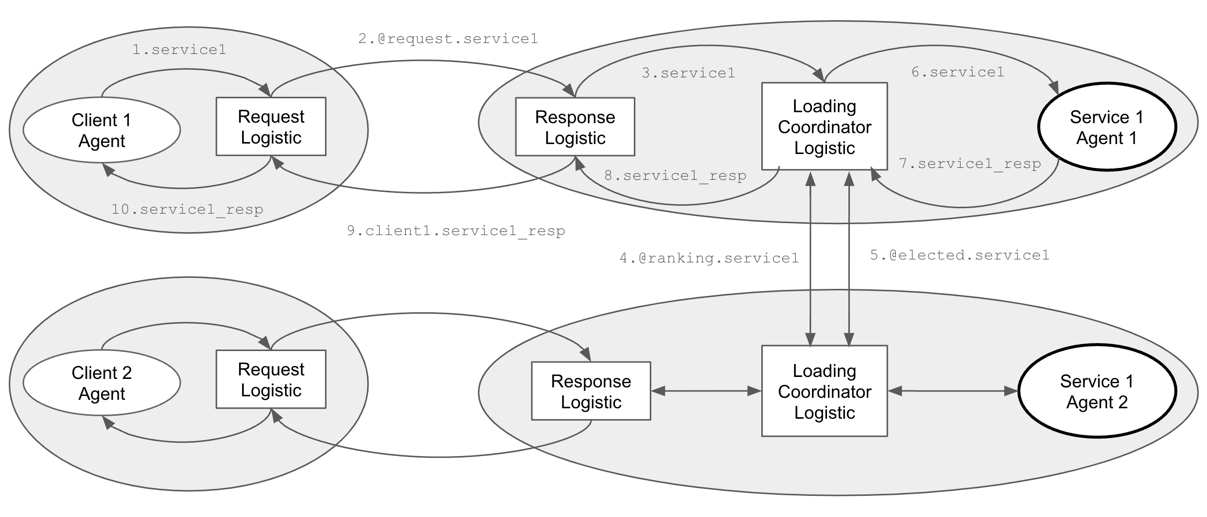 1.service1
2.@request.service1
3.service1
6.service1
Client 1
Agent
Request
Logistic
Response
Logistic
Loading
Coordinator
Logistic
Service 1
Agent 1
7.service1_resp
8.service1_resp
10.service1_resp
9.client1.service1_resp
4.@ranking.service1
5.@elected.service1
Client 2
Agent
Request
Logistic
Response
Logistic
Loading
Coordinator
Logistic
Service 1
Agent 2